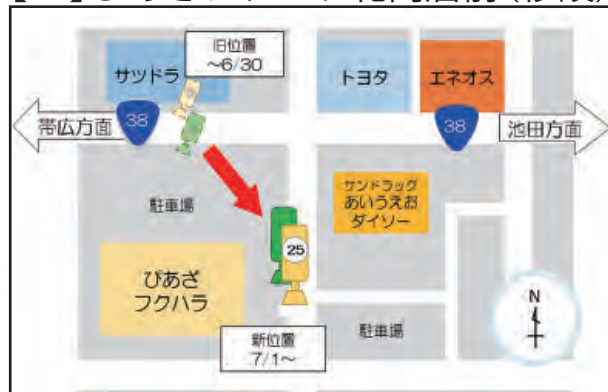 サツドラ
旧位置
～6/30
トヨタ
エネオス
帯広方面
38
38
池田方面
駐車場
サンドラッグ
あいうえお
ダイソー
25
ぴあざ
フクハラ
新位置
7/1～
駐車場
N